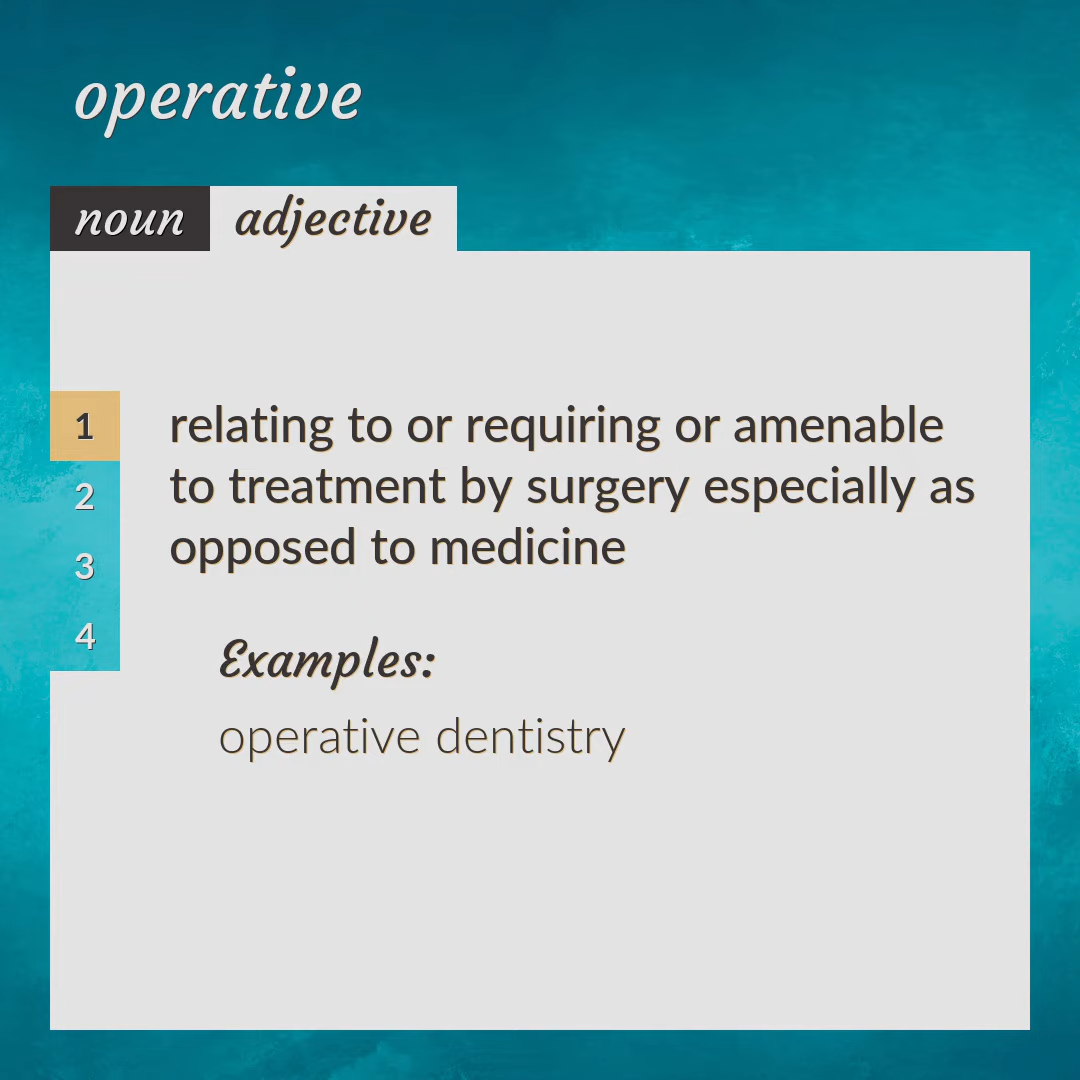 operative
noun adjective
1
2
3
4
relating to or requiring or amenable
to treatment by surgery especially as
opposed to medicine
Examples:
operative dentistry